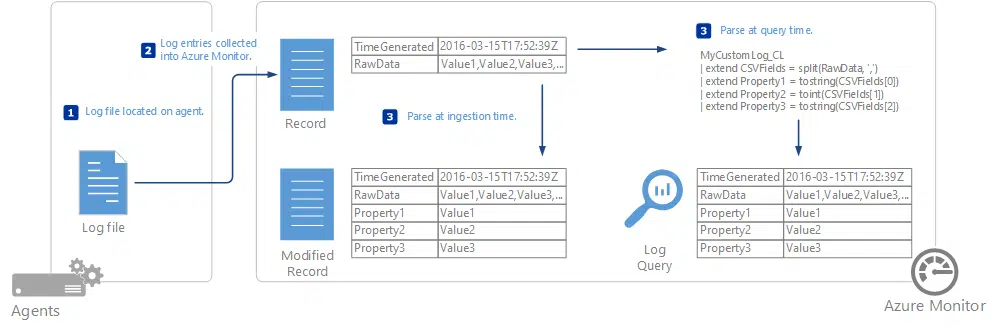 1 Log file located on agent.
Log file
Agents
2 Log entries collected
into Azure Monitor.
Record
TimeGenerated 2016-03-15T17:52:39Z
RawData Value1,Value2,Value3,...
3 Parse at ingestion time.
Modified
Record
TimeGenerated 2016-03-15T17:52:39Z
RawData Value1,Value2,Value3,...
Property1 Value1
Property2 Value2
Property3 Value3
3 Parse at query time.
MyCustomLog_CL
| extend CSVFields = split(RawData, ',')
| extend Property1 = tostring(CSVFields[0])
| extend Property2 = toint(CSVFields[1])
| extend Property3 = tostring(CSVFields[2])
Log
Query
TimeGenerated 2016-03-15T17:52:39Z
RawData Value1,Value2,Value3,...
Property1 Value1
Property2 Value2
Property3 Value3
Azure Monitor